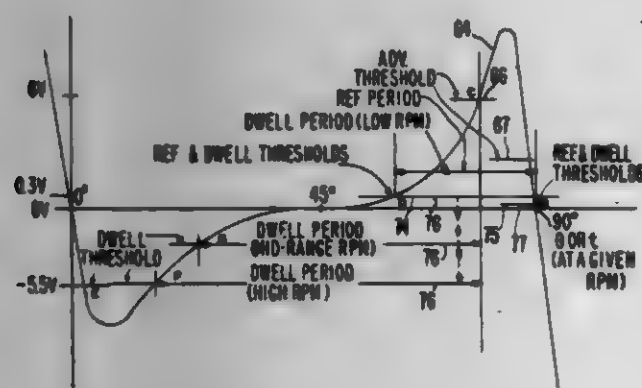 84
ADV.
THRESHOLD
86
REF PERIOD
DWELL PERIOD (LOW RPM)
87
REF & DWELL THRESHOLDS
REF & DWELL
THRESHOLDS
6V
0.3V
0V
0°
45°
74
76
75
77
90°
θ OR t
(AT A GIVEN
RPM)
DWELL
THRESHOLD
DWELL PERIOD
(MID-RANGE RPM)
76
-5.5V
P
DWELL PERIOD
(HIGH RPM)
76